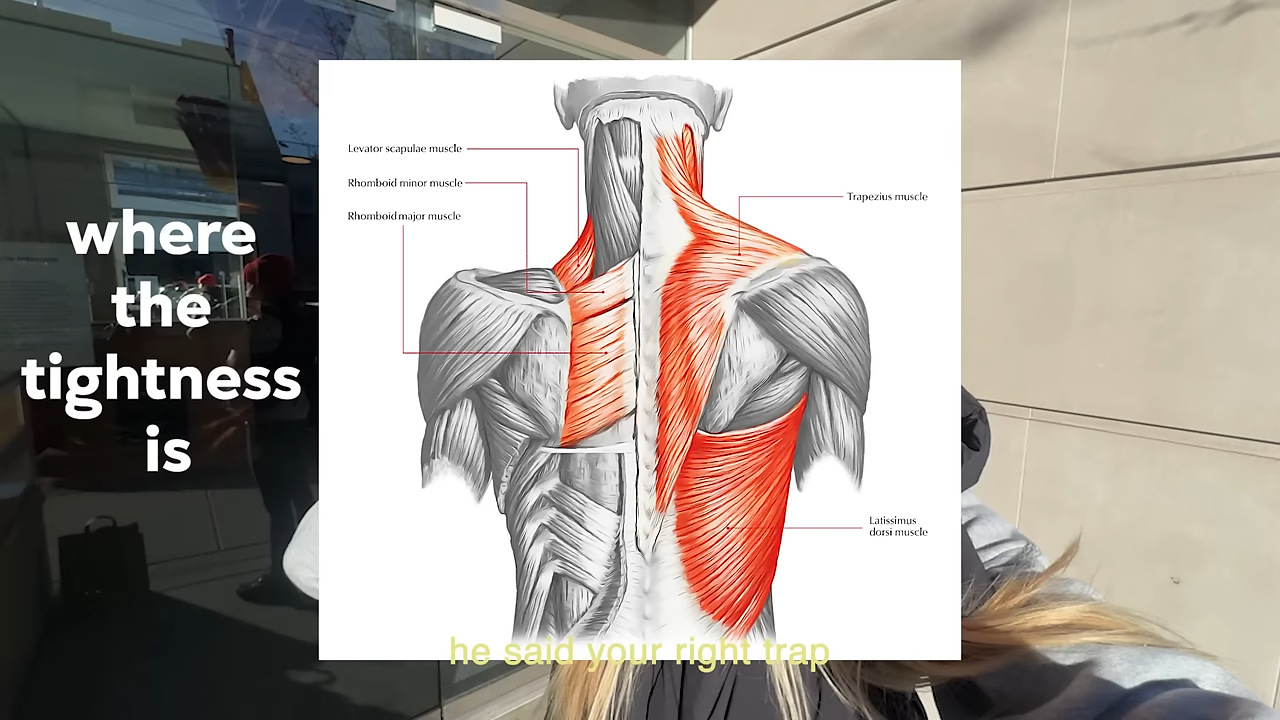 where
the
tightness
is
Levator scapulae muscle
Rhomboid minor muscle
Rhomboid major muscle
Trapezius muscle
Latissimus
dorsi muscle
he said your right trap